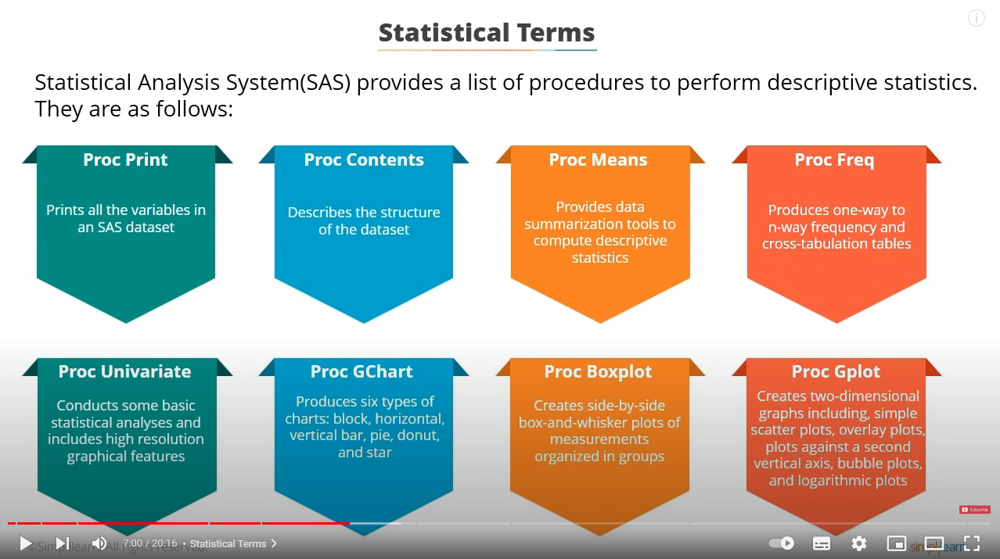 Statistical Terms
Statistical Analysis System(SAS) provides a list of procedures to perform descriptive statistics.
They are as follows:
Proc Print
Prints all the variables in
an SAS dataset
Proc Contents
Describes the structure
of the dataset
Proc Means
Provides data
summarization tools to
compute descriptive
statistics
Proc Freq
Produces one-way to
n-way frequency and
cross-tabulation tables
Proc Univariate
Conducts some basic
statistical analyses and
includes high resolution
graphical features
Proc GChart
Produces six types of
charts: block, horizontal,
vertical bar, pie, donut,
and star
Proc Boxplot
Creates side-by-side
box-and-whisker plots of
measurements
organized in groups
Proc Gplot
Creates two-dimensional
graphs including, simple
scatter plots, overlay plots,
plots against a second
vertical axis, bubble plots,
and logarithmic plots
Subscribe
7:00 / 20:16 • Statistical Terms
©Simplilearn. All rights reserved.
simplilearn